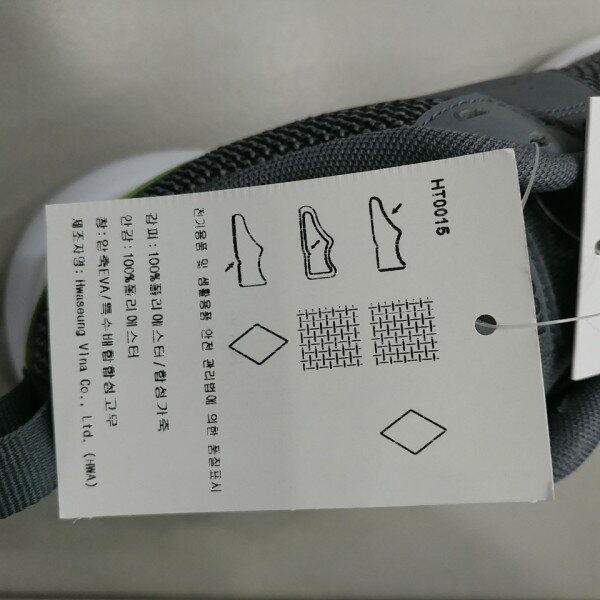 HT0015
전기용품 및 생활용품 안전 관리법에 의한 품질표시
겉피: 100%폴리에스터/합성가죽
안감: 100%폴리에스터
창: 압축EVA/특수배합합성고무
제조자명: Hwaseung Vina Co., Ltd. (HWA)